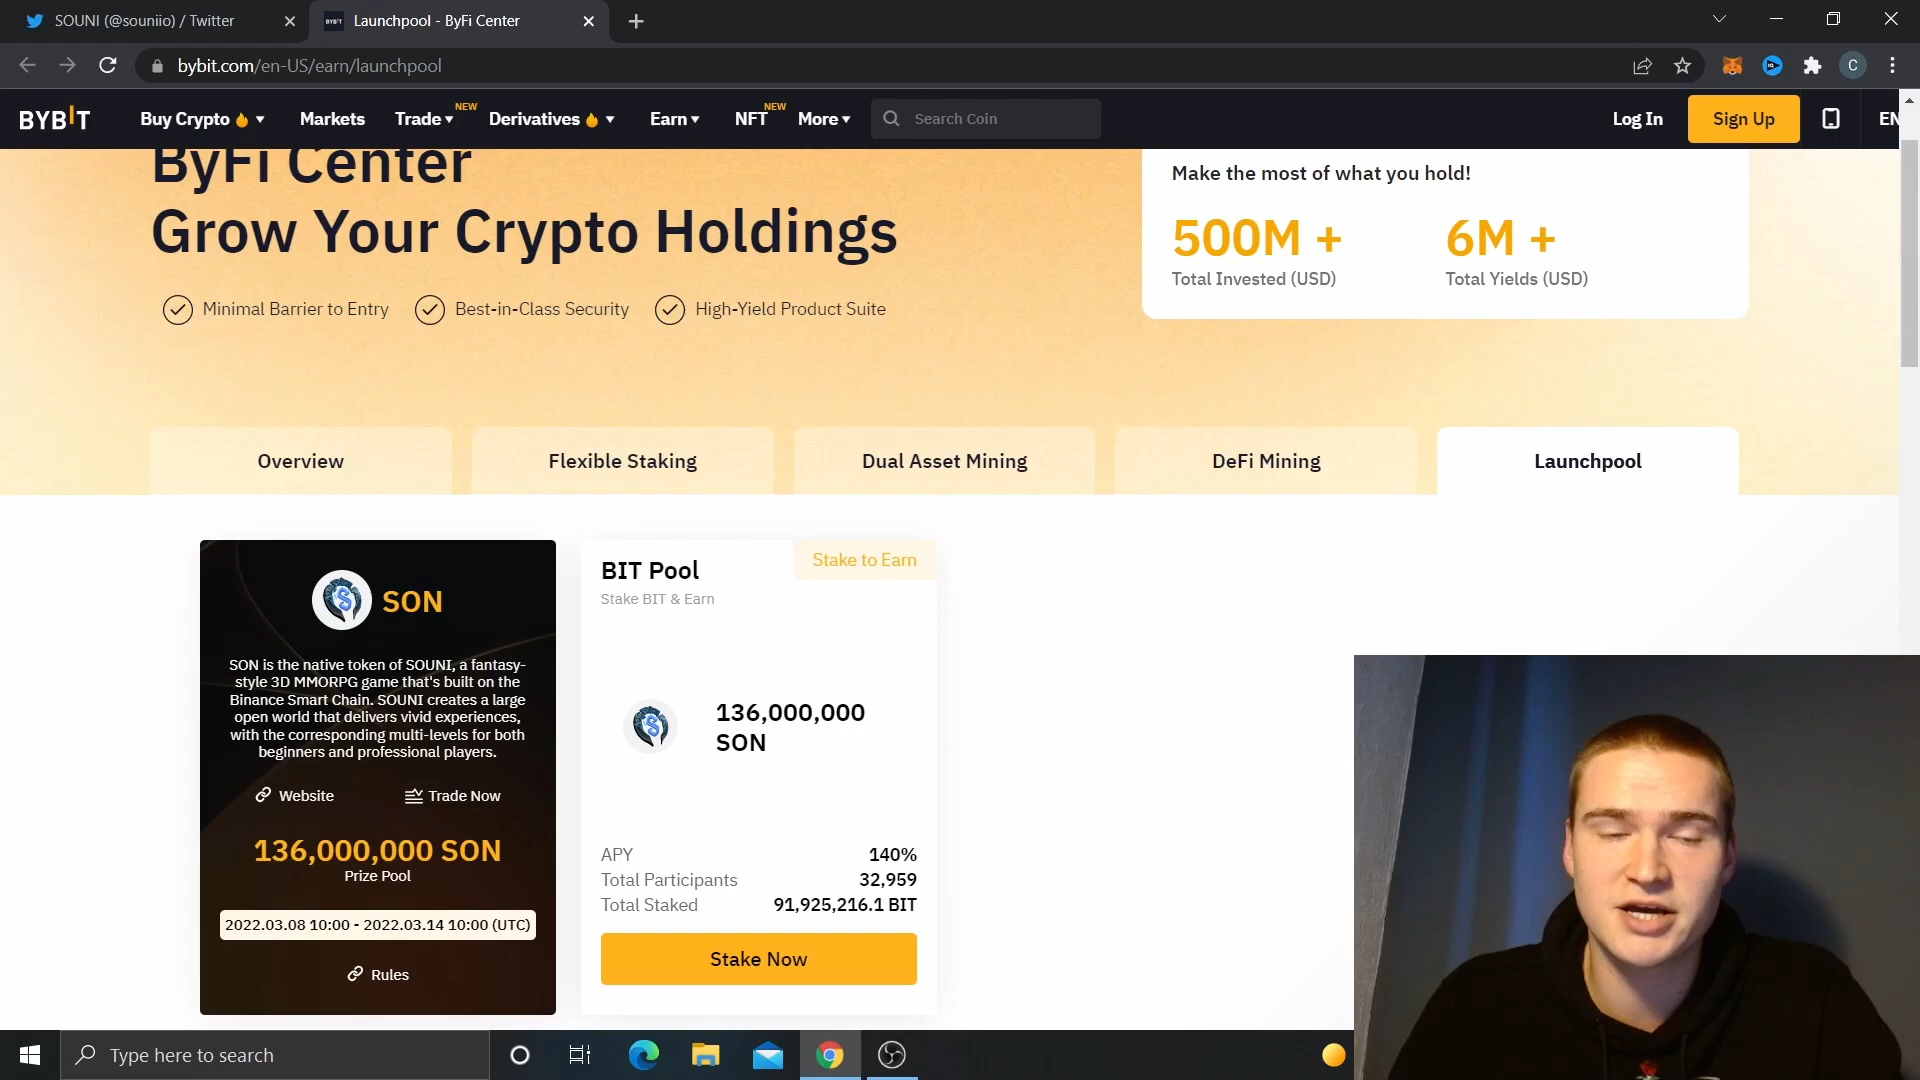 SOUNI (@souniio) / Twitter
Launchpool - ByFi Center
bybit.com/en-US/earn/launchpool
C
BYBIT
Buy Crypto
Markets
Trade
NEW
Derivatives
Earn
NFT
NEW
More
Search Coin
Log In
Sign Up
EN
ByFi Center
Grow Your Crypto Holdings
Minimal Barrier to Entry
Best-in-Class Security
High-Yield Product Suite
Make the most of what you hold!
500M +
6M +
Total Invested (USD)
Total Yields (USD)
Overview
Flexible Staking
Dual Asset Mining
DeFi Mining
Launchpool
SON
SON is the native token of SOUNI, a fantasy-
style 3D MMORPG game that's built on the
Binance Smart Chain. SOUNI creates a large
open world that delivers vivid experiences,
with the corresponding multi-levels for both
beginners and professional players.
Website
Trade Now
136,000,000 SON
Prize Pool
2022.03.08 10:00 - 2022.03.14 10:00 (UTC)
Rules
BIT Pool
Stake to Earn
Stake BIT & Earn
136,000,000
SON
APY
140%
Total Participants
32,959
Total Staked
91,925,216.1 BIT
Stake Now
Type here to search